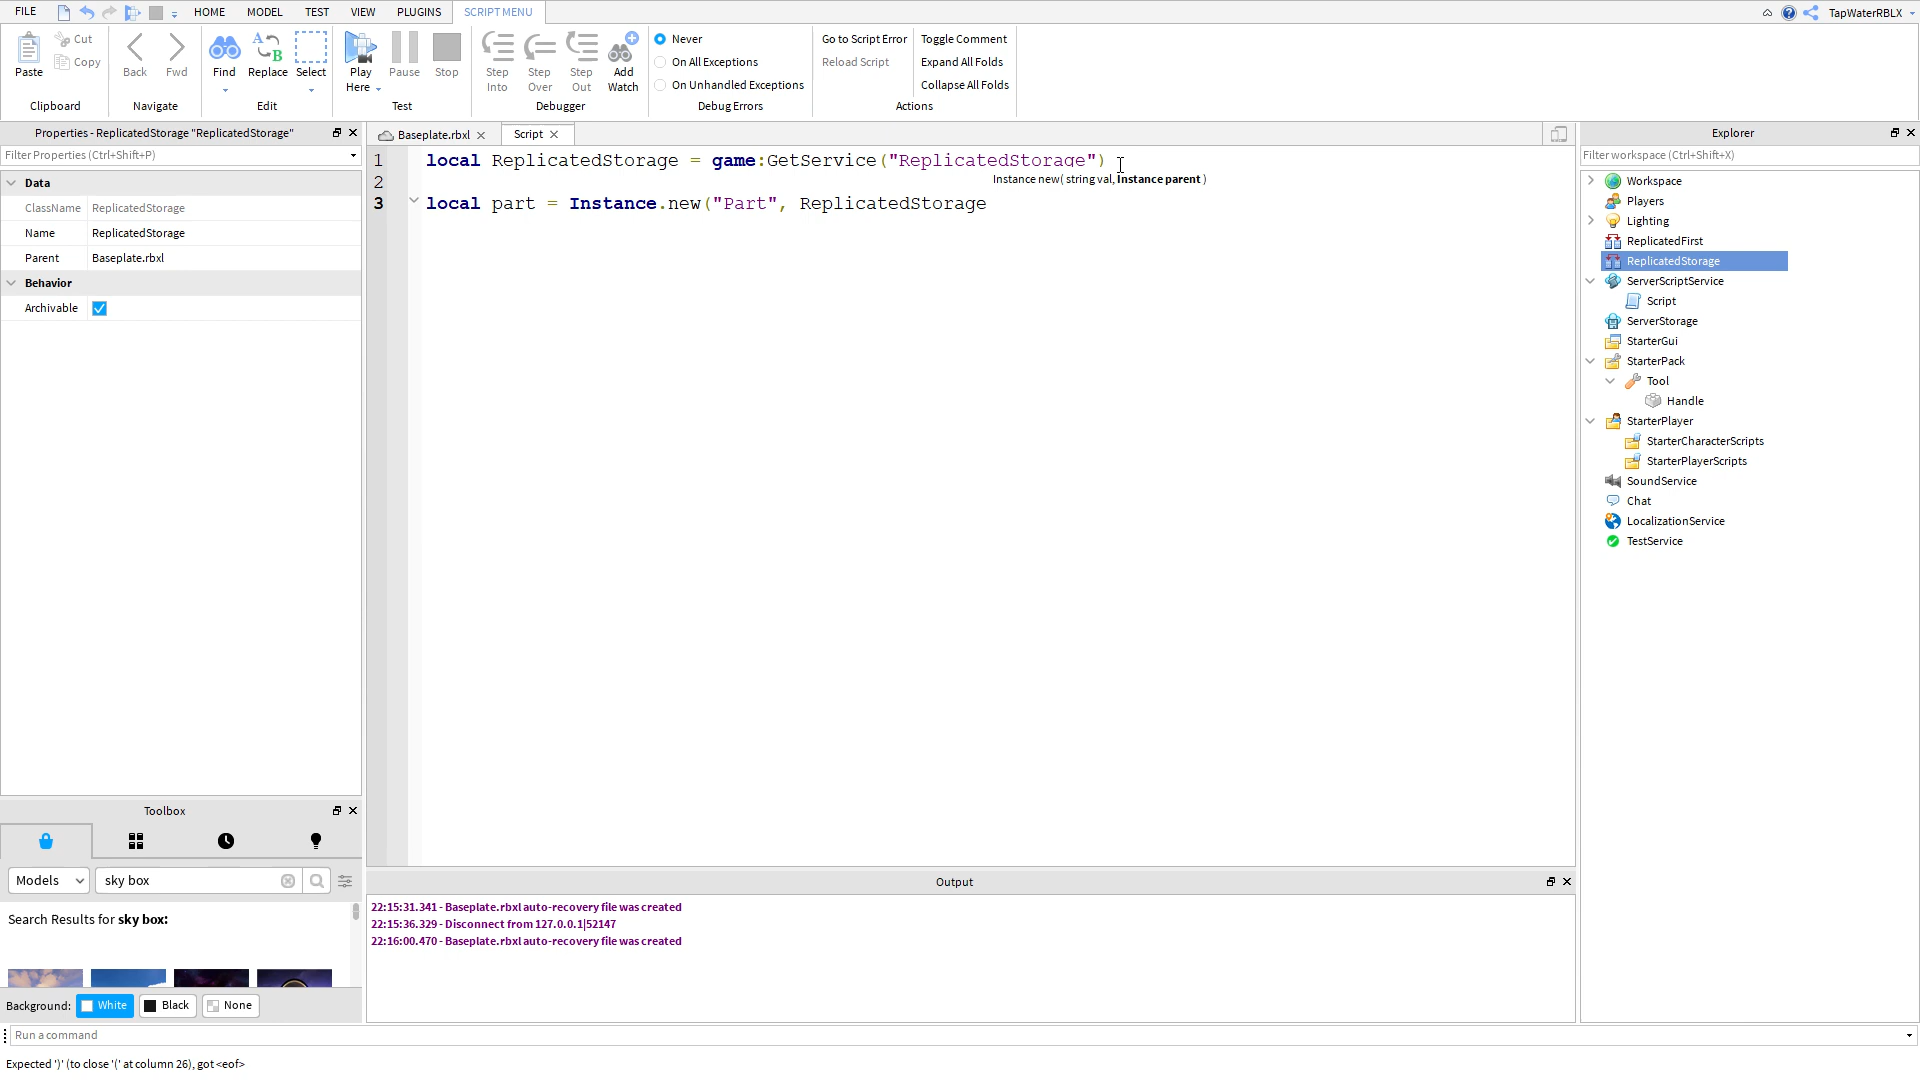 FILE
HOME
MODEL
TEST
VIEW
PLUGINS
SCRIPT MENU
TapWaterRBLX
Paste
Cut
Copy
Clipboard
Back
Fwd
Navigate
Find
Replace
Select
Edit
Play Here
Pause
Stop
Test
Step Into
Step Over
Step Out
Add Watch
Debugger
Never
On All Exceptions
On Unhandled Exceptions
Debug Errors
Go to Script Error
Reload Script
Toggle Comment
Expand All Folds
Collapse All Folds
Actions
Properties - ReplicatedStorage "ReplicatedStorage"
Filter Properties (Ctrl+Shift+P)
Data
ClassName ReplicatedStorage
Name ReplicatedStorage
Parent Baseplate.rbxl
Behavior
Archivable
Toolbox
Models
sky box
Search Results for sky box:
Background: White Black None
Baseplate.rbxl
Script
1 local ReplicatedStorage = game:GetService("ReplicatedStorage")
Instance new( string val, Instance parent )
2
3 local part = Instance.new("Part", ReplicatedStorage
Output
22:15:31.341 - Baseplate.rbxl auto-recovery file was created
22:15:36.329 - Disconnect from 127.0.0.1|52147
22:16:00.470 - Baseplate.rbxl auto-recovery file was created
Explorer
Filter workspace (Ctrl+Shift+X)
Workspace
Players
Lighting
ReplicatedFirst
ReplicatedStorage
ServerScriptService
Script
ServerStorage
StarterGui
StarterPack
Tool
Handle
StarterPlayer
StarterCharacterScripts
StarterPlayerScripts
SoundService
Chat
LocalizationService
TestService
Run a command
Expected ')' (to close '(' at column 26), got <eof>